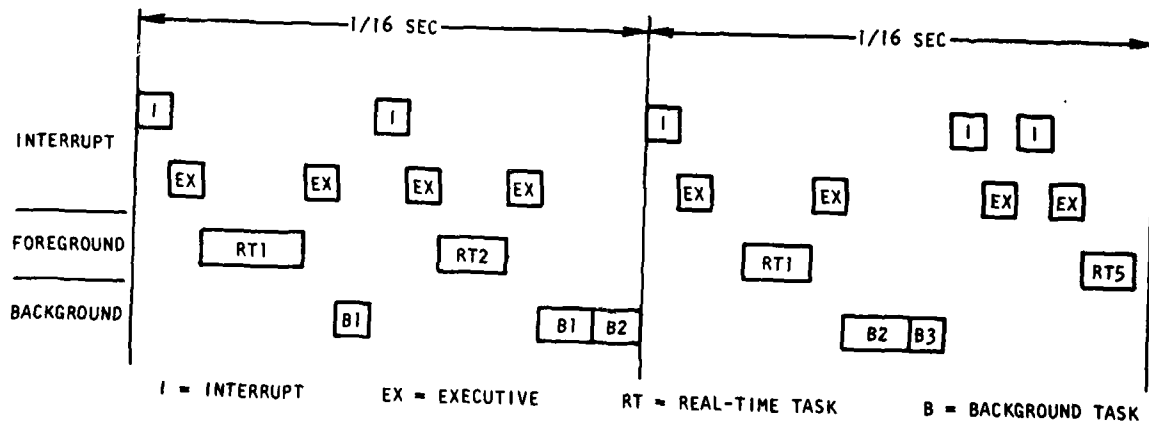 1/16 SEC 1/16 SEC
I I I I I
INTERRUPT
EX EX EX EX EX EX EX EX
FOREGROUND RT1 RT2 RT1 RT5
BACKGROUND B1 B1 B2 B2 B3
I = INTERRUPT EX = EXECUTIVE RT = REAL-TIME TASK B = BACKGROUND TASK